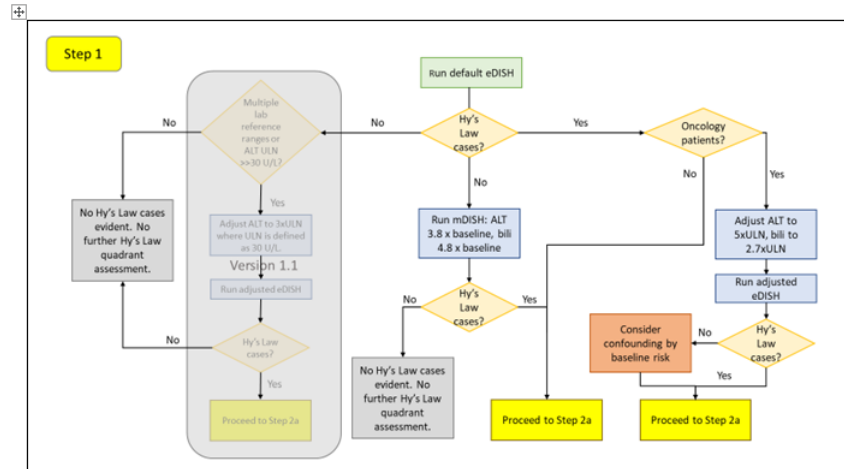 Step 1
Run default eDISH
Multiple
lab
reference
ranges or
ALT ULN
>>30 U/L?
No
No
Hy's
Law
cases?
Yes
Oncology
patients?
No
No
Yes
Yes
No Hy's Law cases
evident. No
further Hy's Law
quadrant
assessment.
Adjust ALT to 3xULN
where ULN is defined
as 30 U/L.
Version 1.1
Run adjusted eDISH
Run mDISH: ALT
3.8 x baseline, bili
4.8 x baseline
Adjust ALT to
5xULN, bili to
2.7xULN
Run adjusted
eDISH
No
Hy's Law
cases?
Yes
No
Hy's
Law
cases?
Yes
Consider
confounding by
baseline risk
No
Hy's
Law
cases?
Yes
No Hy's Law cases
evident. No
further Hy's Law
quadrant
assessment.
Proceed to Step 2a
Proceed to Step 2a
Proceed to Step 2a